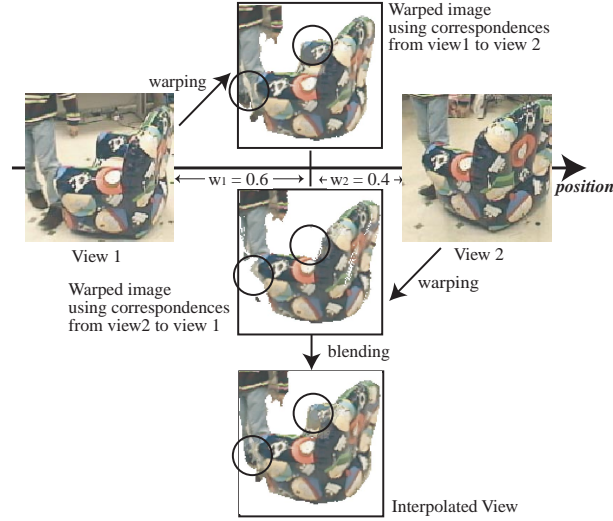 Warped image
using correspondences
from view1 to view 2
warping
w1 = 0.6
w2 = 0.4
position
View 1
View 2
Warped image
using correspondences
from view2 to view 1
warping
blending
Interpolated View